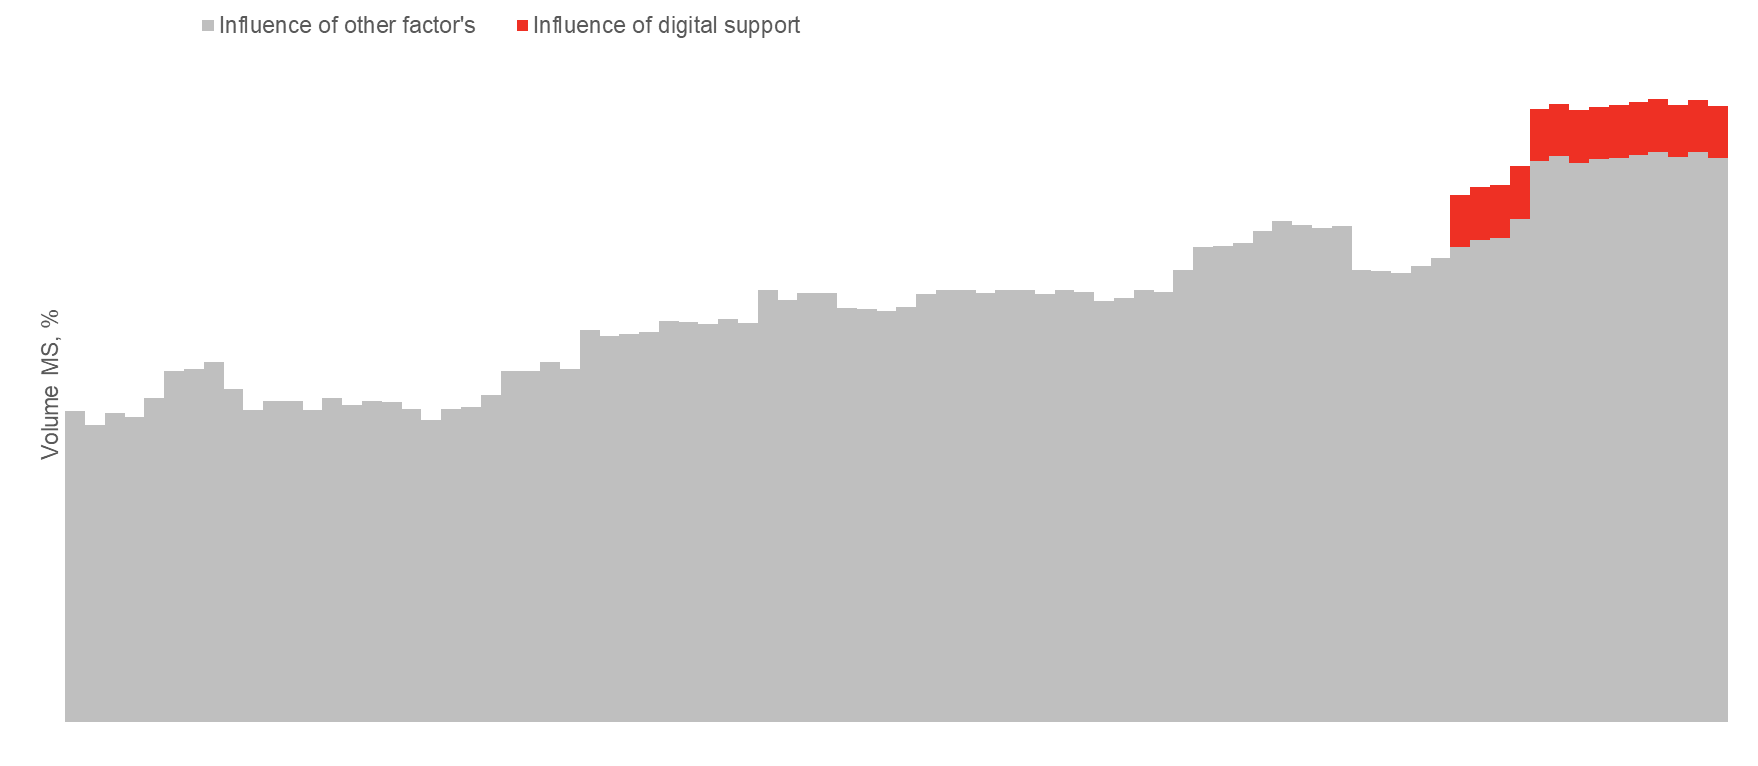 Influence of other factor's
Influence of digital support
Volume MS, %